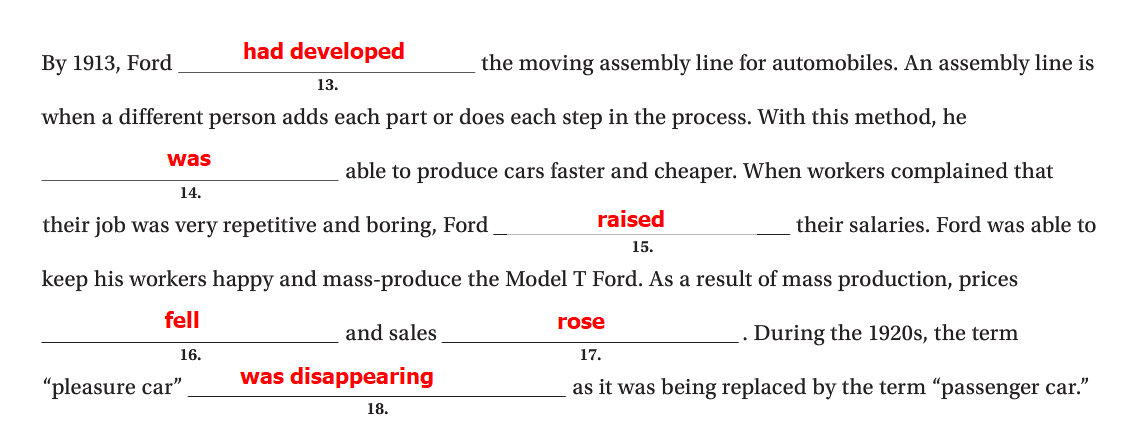 By 1913, Ford had developed the moving assembly line for automobiles. An assembly line is
13.
when a different person adds each part or does each step in the process. With this method, he
was able to produce cars faster and cheaper. When workers complained that
14.
their job was very repetitive and boring, Ford raised their salaries. Ford was able to
15.
keep his workers happy and mass-produce the Model T Ford. As a result of mass production, prices
fell and sales rose. During the 1920s, the term
16. 17.
“pleasure car” was disappearing as it was being replaced by the term “passenger car.”
18.